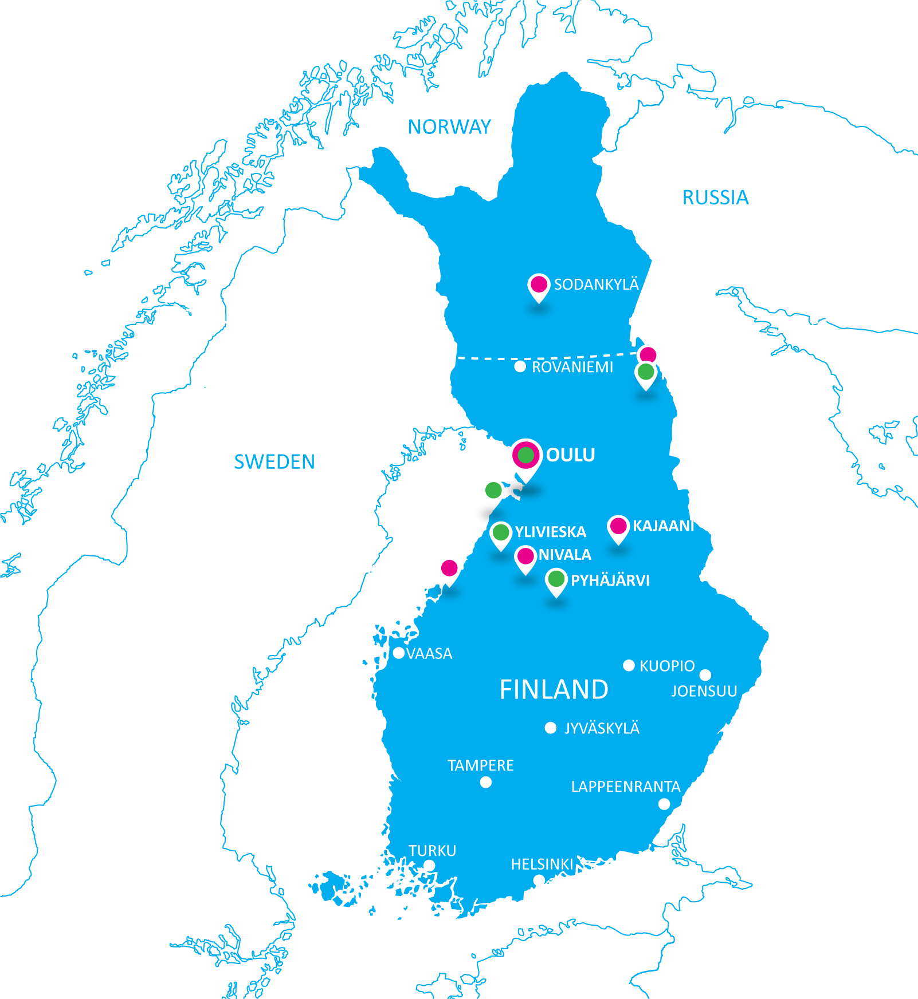 NORWAY
RUSSIA
SODANKYLÄ
ROVANIEMI
OULU
SWEDEN
KAJAANI
YLIVIESKA
NIVALA
PYHÄJÄRVI
VAASA
KUOPIO
FINLAND
JOENSUU
JYVÄSKYLÄ
TAMPERE
LAPPEENRANTA
TURKU
HELSINKI